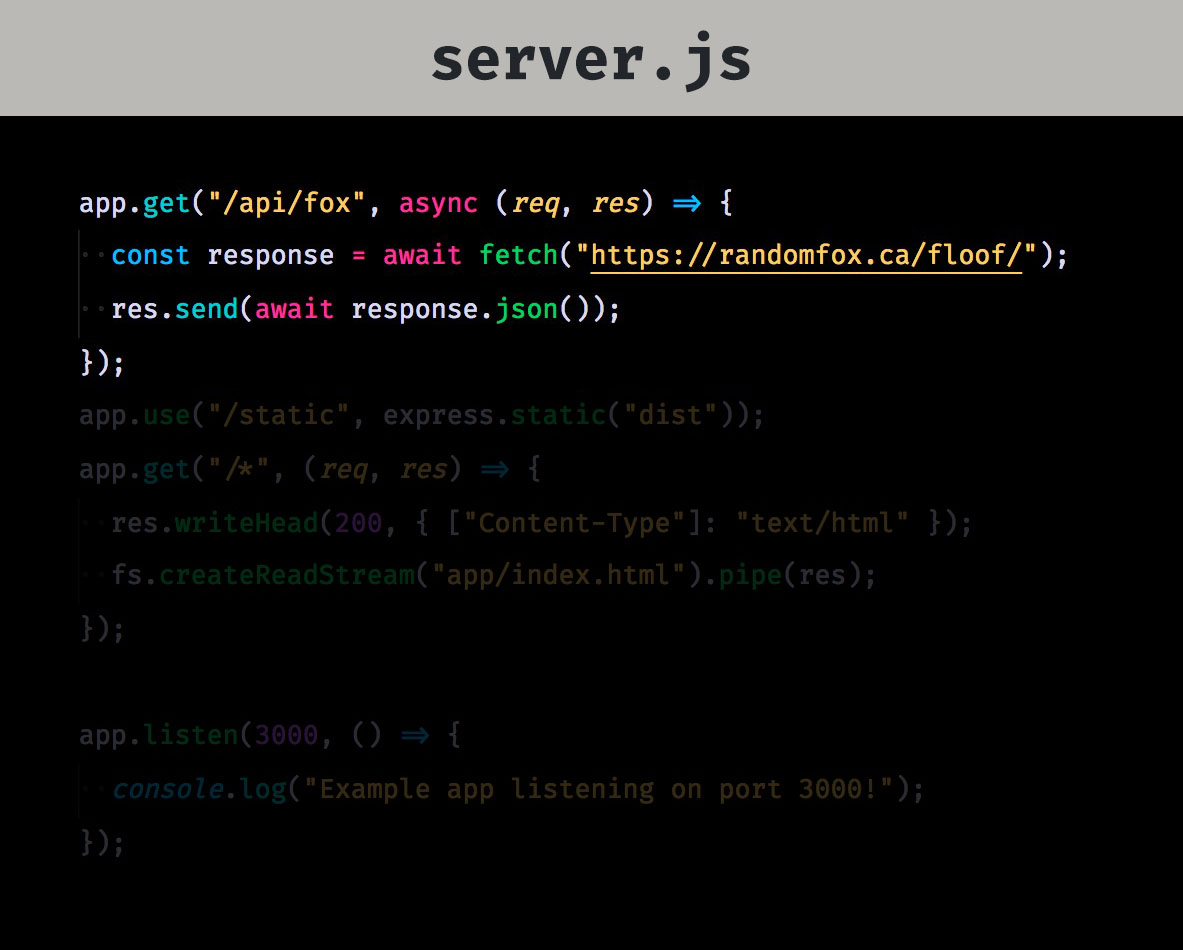 server.js
app.get("/api/fox", async (req, res) => {
  const response = await fetch("https://randomfox.ca/floof/");
  res.send(await response.json());
});
app.use("/static", express.static("dist"));
app.get("/*", (req, res) => {
  res.writeHead(200, { ["Content-Type"]: "text/html" });
  fs.createReadStream("app/index.html").pipe(res);
});
app.listen(3000, () => {
  console.log("Example app listening on port 3000!");
});